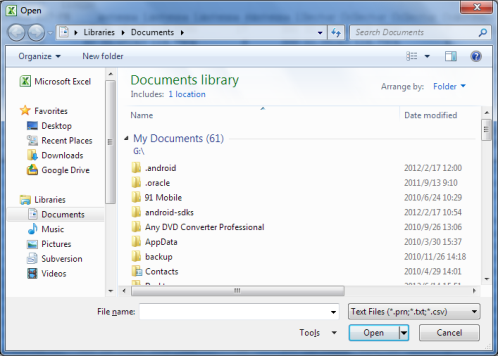 Open
Libraries ▸ Documents ▸
Search Documents
Organize
New folder
Microsoft Excel
Favorites
Desktop
Recent Places
Downloads
Google Drive
Libraries
Documents
Music
Pictures
Subversion
Videos
Documents library
Includes: 1 location
Arrange by: Folder
Name Date modified
My Documents (61)
G:\
.android 2012/2/17 12:00
.oracle 2011/9/13 9:10
91 Mobile 2010/6/24 10:29
android-sdks 2012/2/17 10:54
Any DVD Converter Professional 2010/9/26 13:06
AppData 2010/3/30 15:37
backup 2010/11/26 14:18
Contacts 2010/4/29 14:01
File name:
Text Files (*.prn;*.txt;*.csv)
Tools
Open
Cancel